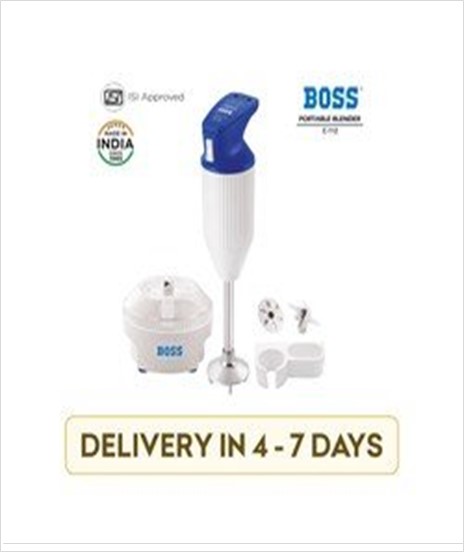 ISI Approved
BOSS
PORTABLE BLENDER
MADE IN
INDIA
BOSS
DELIVERY IN 4 - 7 DAYS